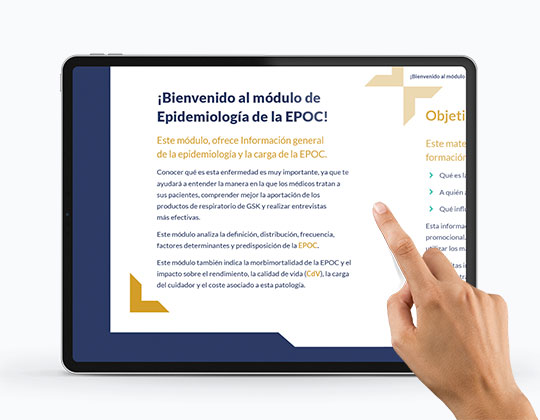 ¡Bienvenido al módulo de
Epidemiología de la EPOC!
Este módulo, ofrece Información general
de la epidemiología y la carga de la EPOC.
Conocer qué es esta enfermedad es muy importante, ya que te
ayudará a entender la manera en la que los médicos tratan a
sus pacientes, comprender mejor la aportación de los
productos de respiratorio de GSK y realizar entrevistas
más efectivas.
Este módulo analiza la definición, distribución, frecuencia,
factores determinantes y predisposición de la EPOC.
Este módulo también indica la morbimortalidad de la EPOC y el
impacto sobre el rendimiento, la calidad de vida (CdV), la carga
del cuidador y el coste asociado a esta patología.
¡Bienvenido al módulo
Objeti
Este mate
formación
Qué es la
A quién a
Qué influ
Esta informa
promocional.
utilizar los m